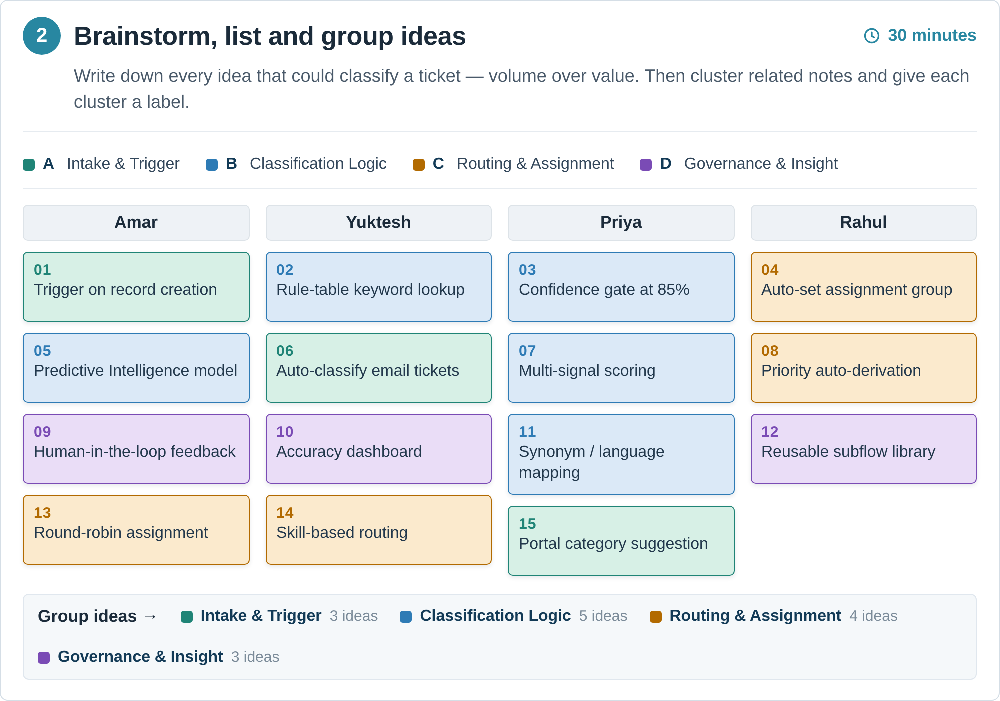 2
Brainstorm, list and group ideas
30 minutes
Write down every idea that could classify a ticket — volume over value. Then cluster related notes and give each
cluster a label.
A Intake & Trigger
B Classification Logic
C Routing & Assignment
D Governance & Insight
Amar
Yuktesh
Priya
Rahul
01
Trigger on record creation
02
Rule-table keyword lookup
03
Confidence gate at 85%
04
Auto-set assignment group
05
Predictive Intelligence model
06
Auto-classify email tickets
07
Multi-signal scoring
08
Priority auto-derivation
09
Human-in-the-loop feedback
10
Accuracy dashboard
11
Synonym / language
mapping
12
Reusable subflow library
13
Round-robin assignment
14
Skill-based routing
15
Portal category suggestion
Group ideas →
Intake & Trigger 3 ideas
Classification Logic 5 ideas
Routing & Assignment 4 ideas
Governance & Insight 3 ideas